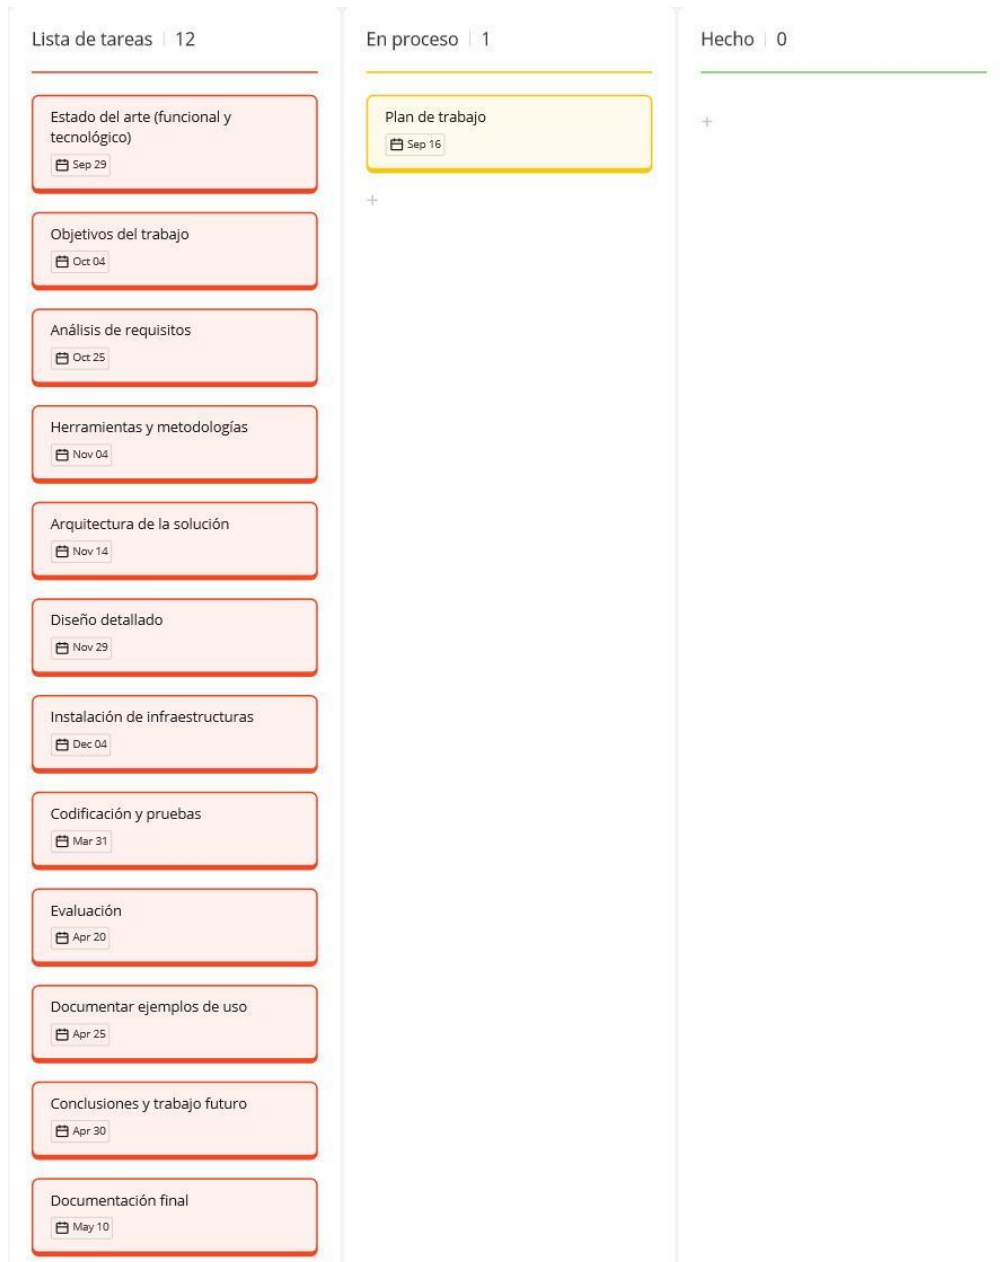 Lista de tareas | 12
Estado del arte (funcional y
tecnológico)
Sep 29
Objetivos del trabajo
Oct 04
Análisis de requisitos
Oct 25
Herramientas y metodologías
Nov 04
Arquitectura de la solución
Nov 14
Diseño detallado
Nov 29
Instalación de infraestructuras
Dec 04
Codificación y pruebas
Mar 31
Evaluación
Apr 20
Documentar ejemplos de uso
Apr 25
Conclusiones y trabajo futuro
Apr 30
Documentación final
May 10
En proceso | 1
Plan de trabajo
Sep 16
+
Hecho | 0
+